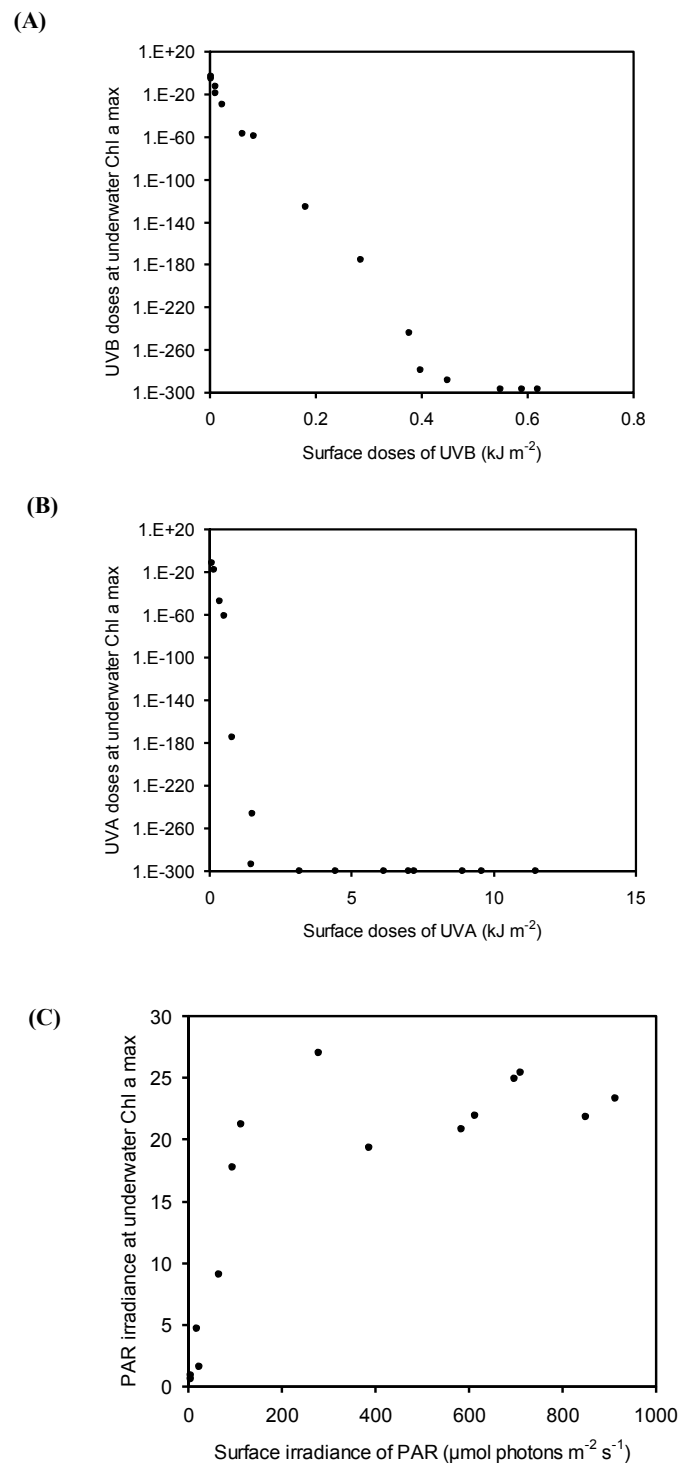 (A)
1.E+20
1.E-20
1.E-60
1.E-100
1.E-140
1.E-180
1.E-220
1.E-260
1.E-300
UVB doses at underwater Chl a max
0 0.2 0.4 0.6 0.8
Surface doses of UVB (kJ m⁻²)
(B)
1.E+20
1.E-20
1.E-60
1.E-100
1.E-140
1.E-180
1.E-220
1.E-260
1.E-300
UVA doses at underwater Chl a max
0 5 10 15
Surface doses of UVA (kJ m⁻²)
(C)
30
25
20
15
10
5
0
PAR irradiance at underwater Chl a max
0 200 400 600 800 1000
Surface irradiance of PAR (µmol photons m⁻² s⁻¹)